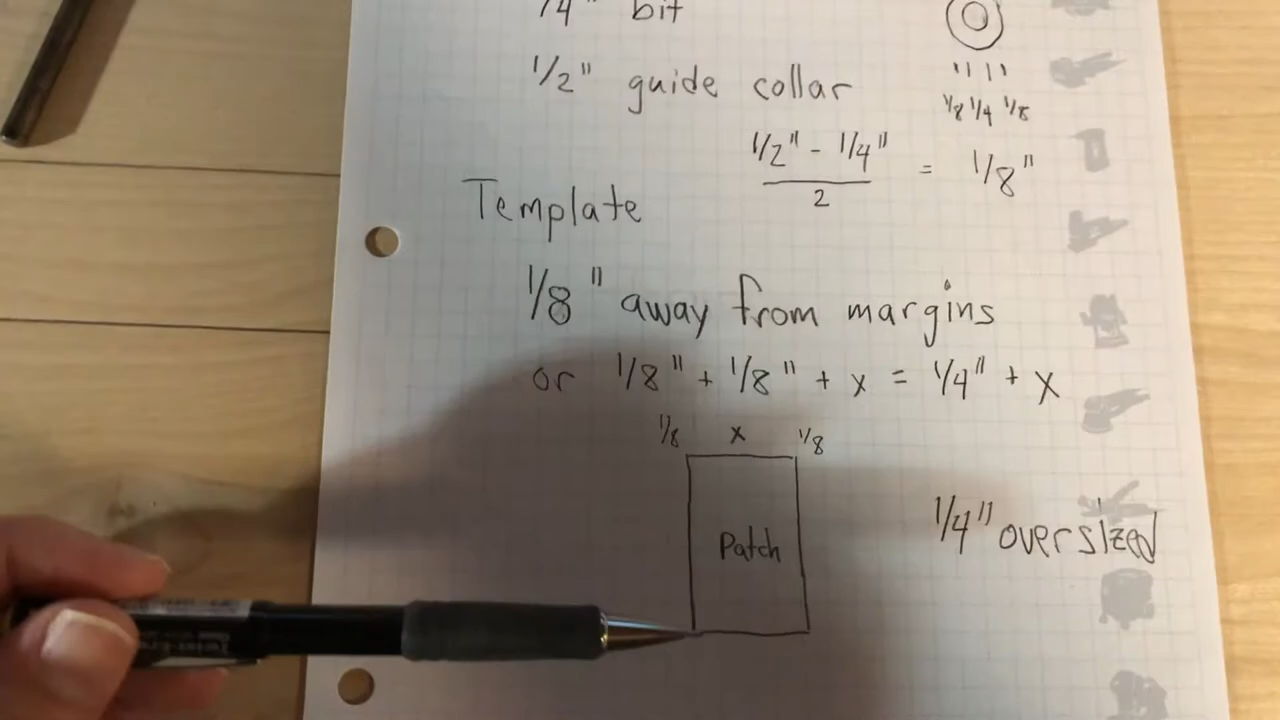 1/4" bit
1/2" guide collar
1/8 1/4 1/8
1/2" - 1/4"
2
= 1/8"
Template
1/8" away from margins
or 1/8" + 1/8" + x = 1/4" + x
1/8 x 1/8
Patch
1/4" oversized